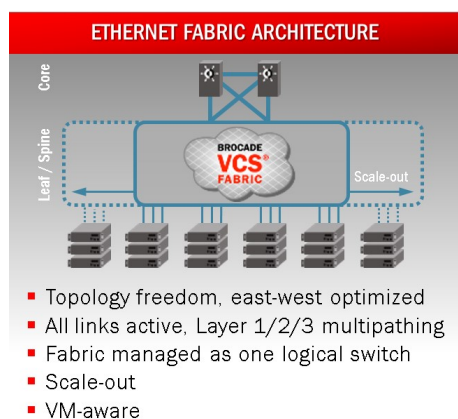 ETHERNET FABRIC ARCHITECTURE
Core
Leaf / Spine
BROCADE
VCS®
FABRIC
Scale-out
Topology freedom, east-west optimized
All links active, Layer 1/2/3 multipathing
Fabric managed as one logical switch
Scale-out
VM-aware